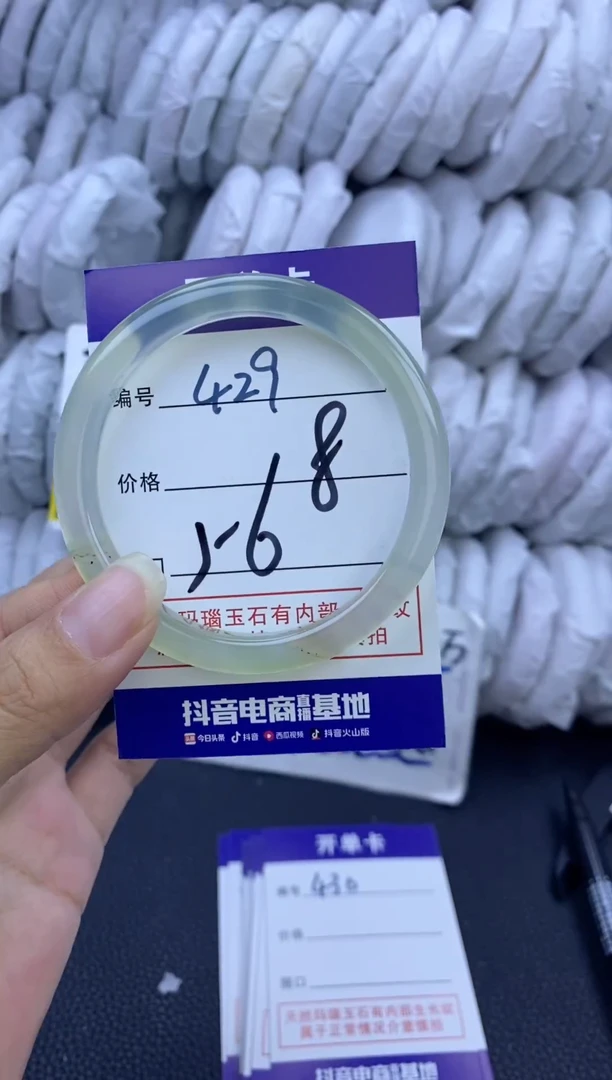 编号 429
价格 8
口 56
玛瑙玉石有内部
拍
抖音电商直播基地
今日头条 抖音 西瓜视频 抖音火山版
开单卡
编号 430
价格
圈口
天然玛瑙玉石有内部生长纹
属于正常情况介意慎拍
抖音电商直播基地